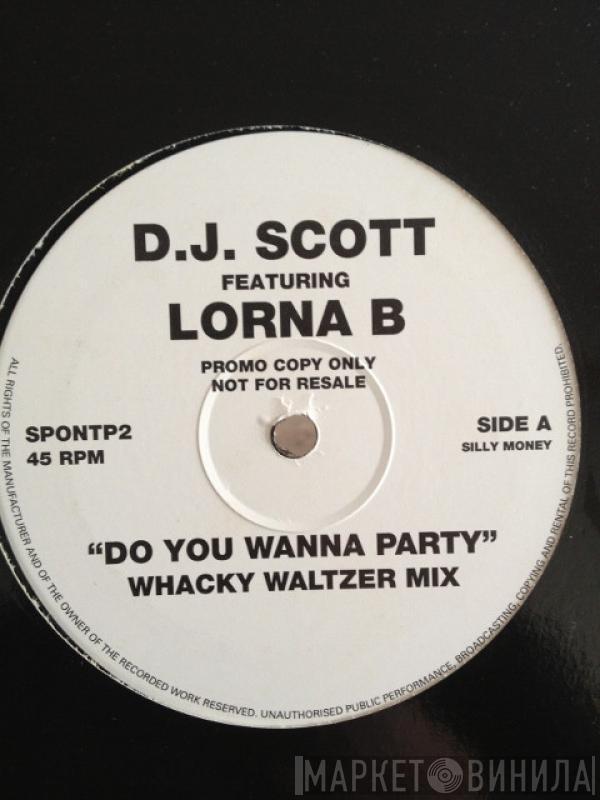 D.J. SCOTT
FEATURING
LORNA B
PROMO COPY ONLY
NOT FOR RESALE
SPONTP2
45 RPM
SIDE A
SILLY MONEY
“DO YOU WANNA PARTY”
WHACKY WALTZER MIX
ALL RIGHTS OF THE MANUFACTURER AND OF THE OWNER OF THE RECORDED WORK RESERVED. UNAUTHORISED PUBLIC PERFORMANCE, BROADCASTING, COPYING AND RENTAL OF THIS RECORD PROHIBITED.
МАРКЕТ ВИНИЛА